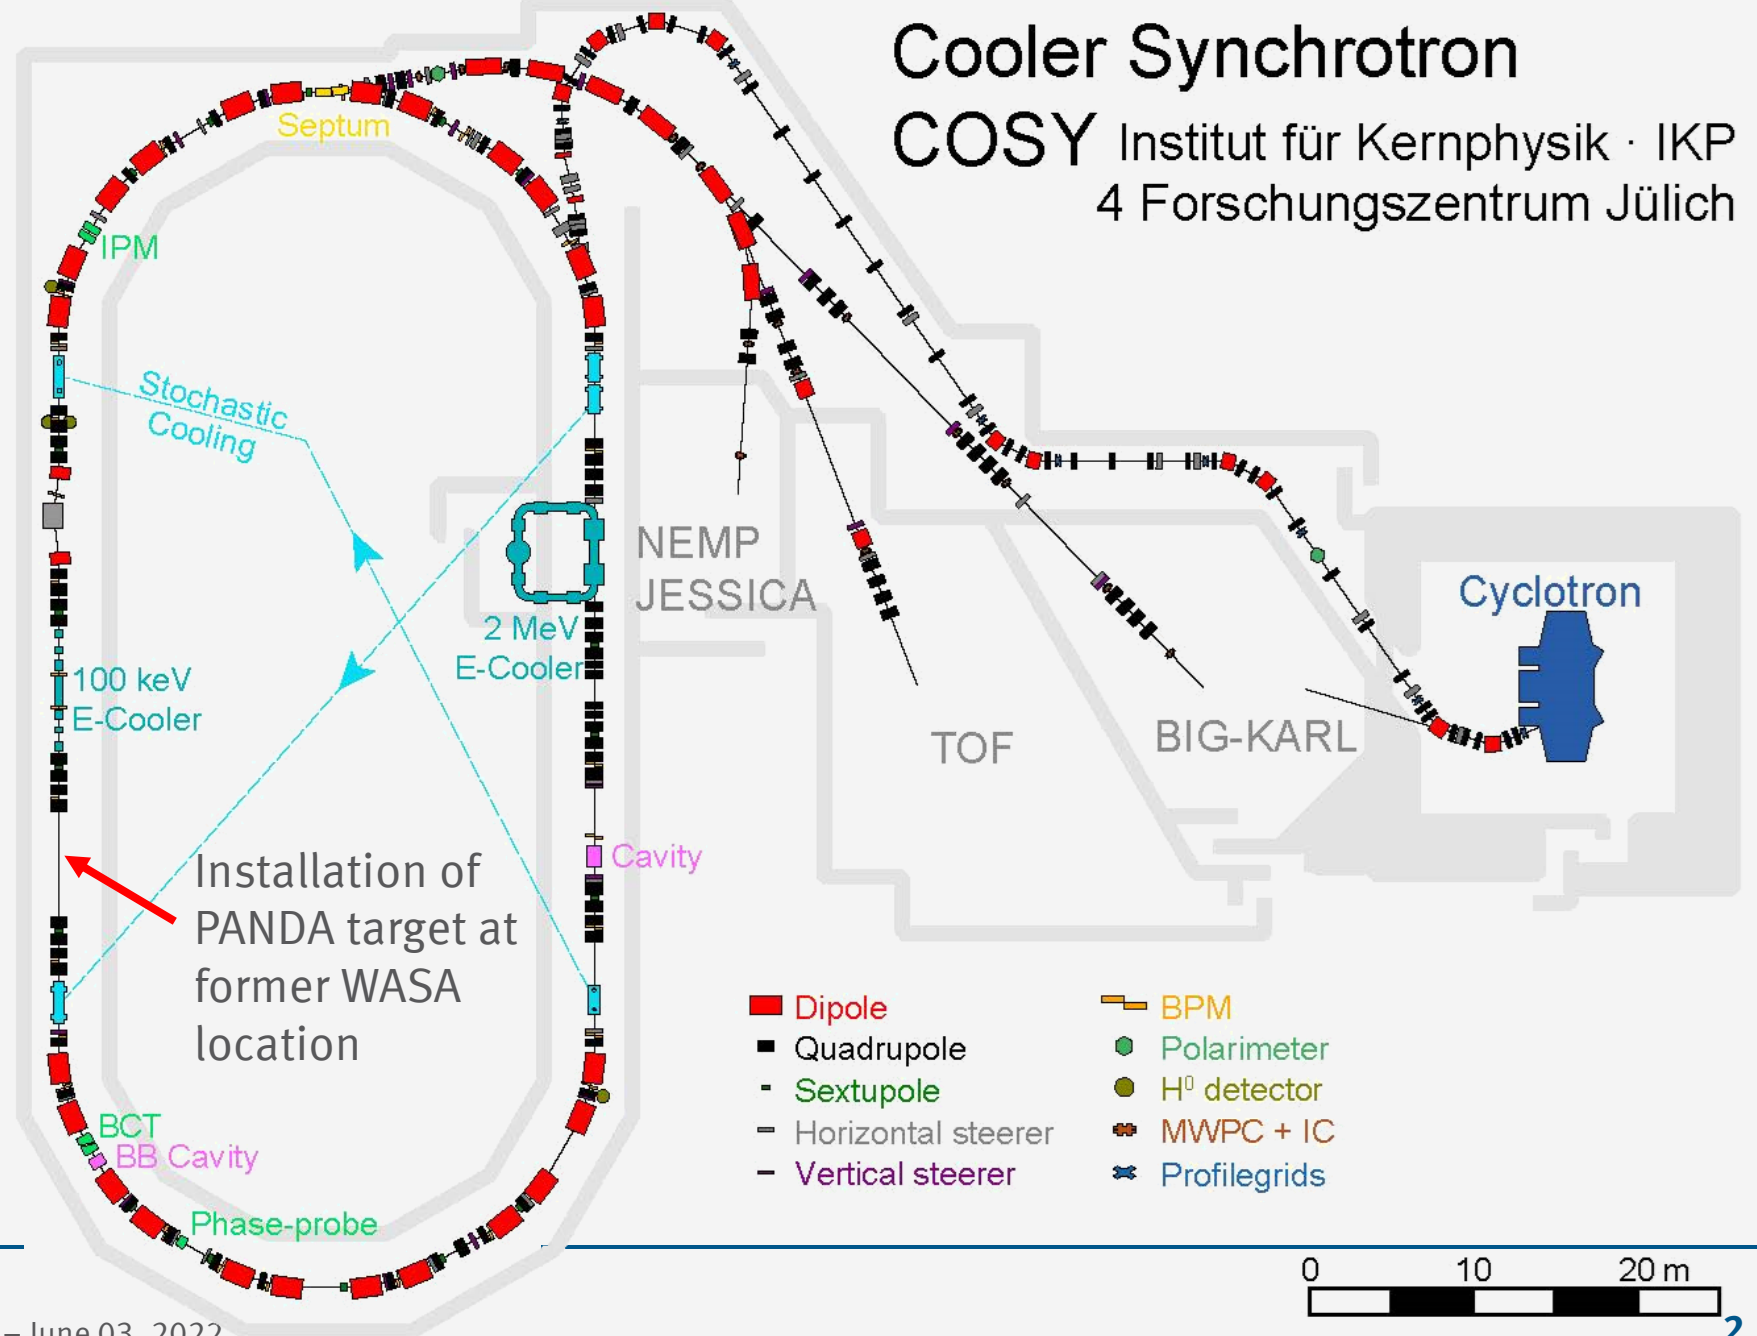 Cooler Synchrotron
COSY Institut für Kernphysik · IKP
4 Forschungszentrum Jülich
Septum
IPM
Stochastic
Cooling
NEMP
JESSICA
Cyclotron
2 MeV
E-Cooler
100 keV
E-Cooler
TOF
BIG-KARL
Cavity
Installation of
PANDA target at
former WASA
location
Dipole
Quadrupole
Sextupole
Horizontal steerer
Vertical steerer
BPM
Polarimeter
H⁰ detector
MWPC + IC
Profilegrids
BCT
BB Cavity
Phase-probe
0 10 20 m
– June 03, 2022
2